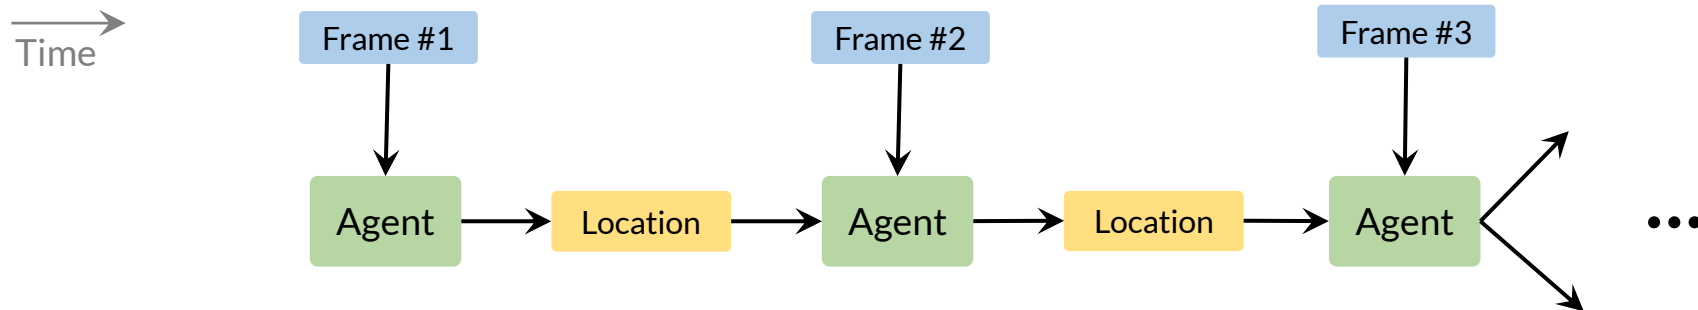 Time
Frame #1
Frame #2
Frame #3
Agent
Location
Agent
Location
Agent
•••